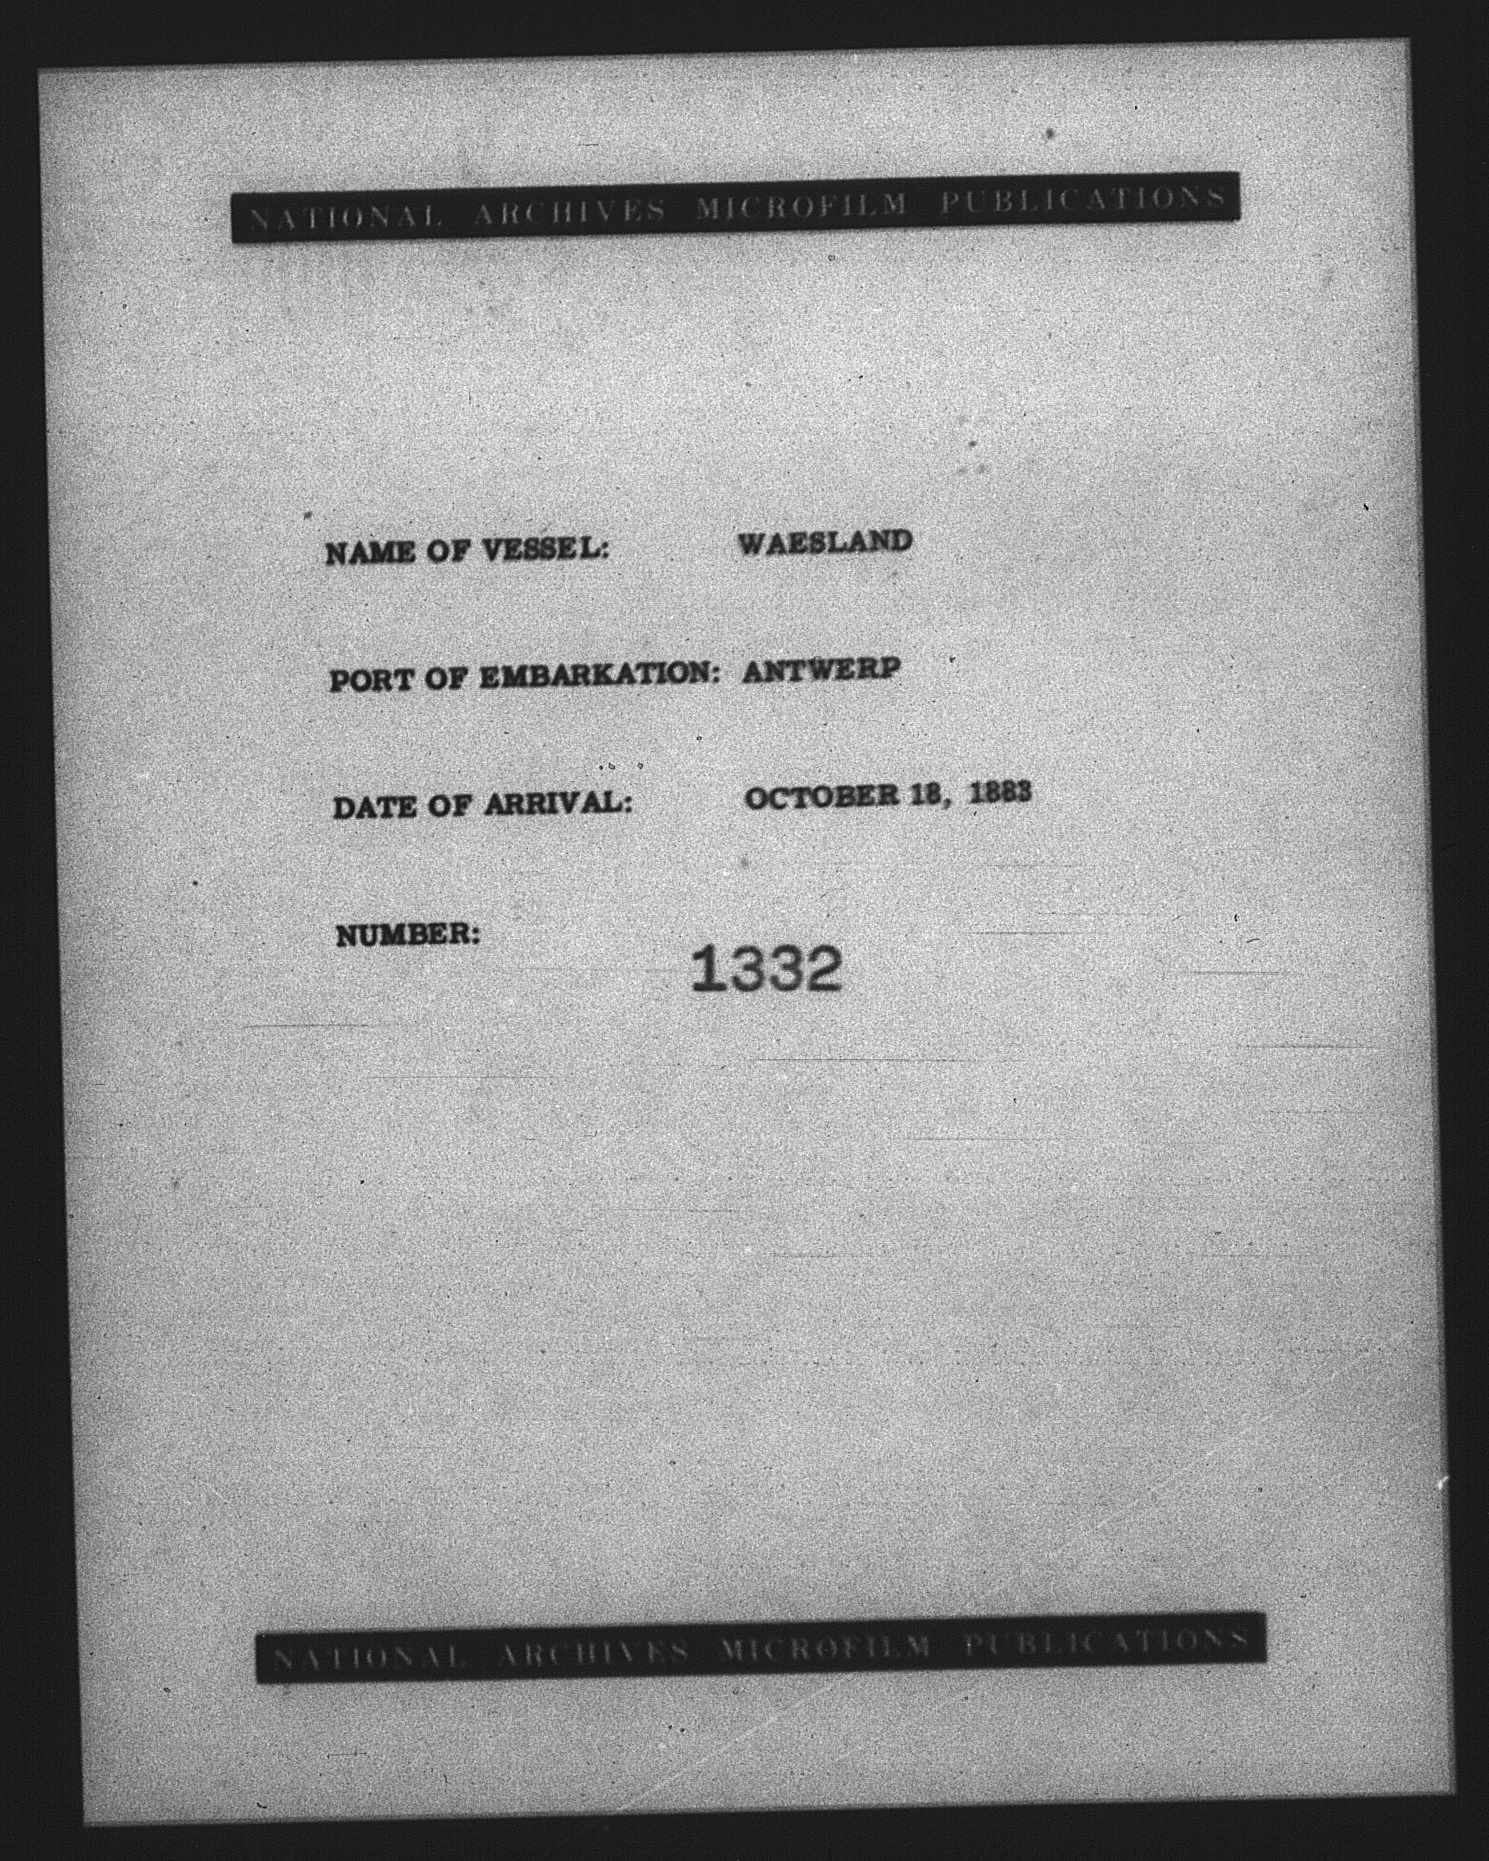 NATIONAL ARCHIVES MICROFILM PUBLICATIONS
NAME OF VESSEL: WAESLAND
PORT OF EMBARKATION: ANTWERP
DATE OF ARRIVAL: OCTOBER 18, 1883
NUMBER:
1332
NATIONAL ARCHIVES MICROFILM PUBLICATIONS